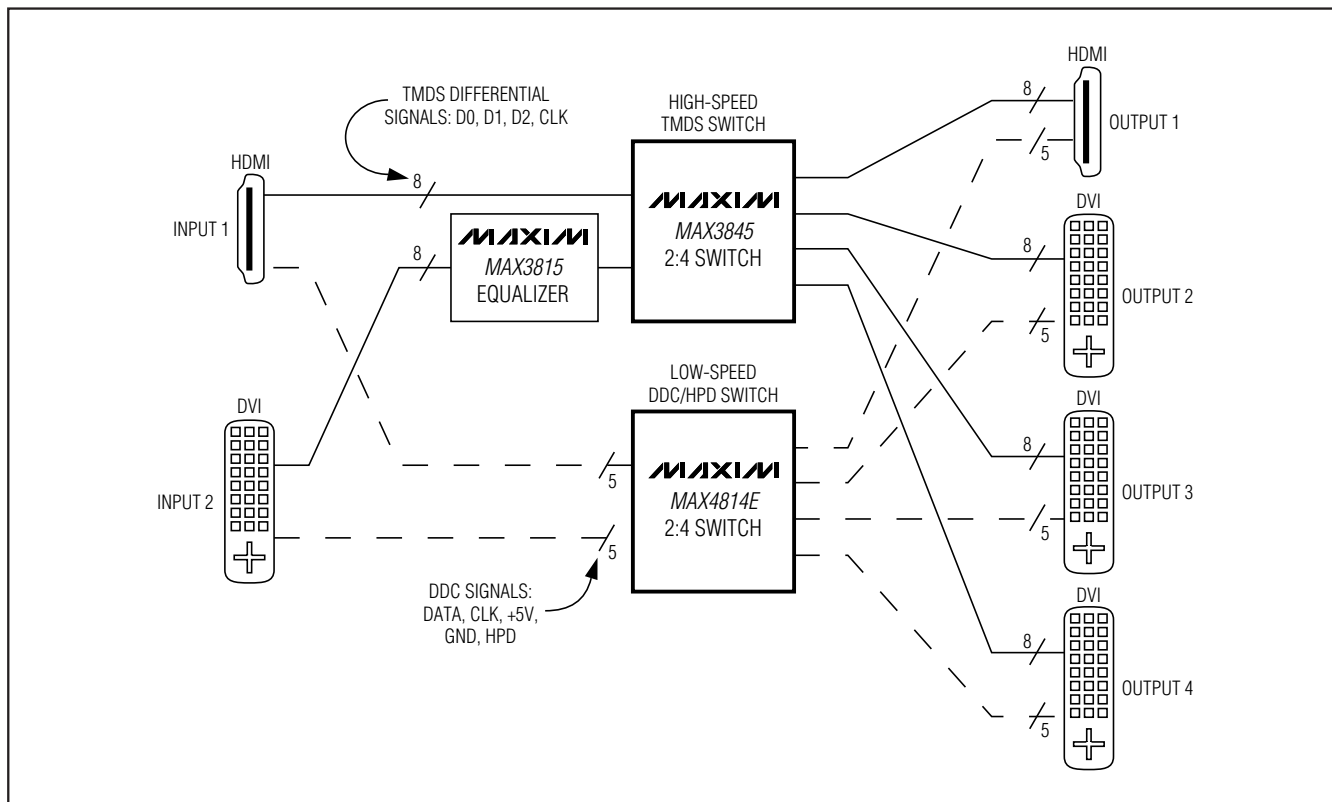 TMDS DIFFERENTIAL
SIGNALS: D0, D1, D2, CLK
HDMI
INPUT 1
8
8
MAXIM
MAX3815
EQUALIZER
HIGH-SPEED
TMDS SWITCH
MAXIM
MAX3845
2:4 SWITCH
HDMI
8
5
OUTPUT 1
DVI
8
5
OUTPUT 2
DVI
INPUT 2
5
5
DDC SIGNALS:
DATA, CLK, +5V,
GND, HPD
LOW-SPEED
DDC/HPD SWITCH
MAXIM
MAX4814E
2:4 SWITCH
DVI
8
5
OUTPUT 3
DVI
8
5
OUTPUT 4